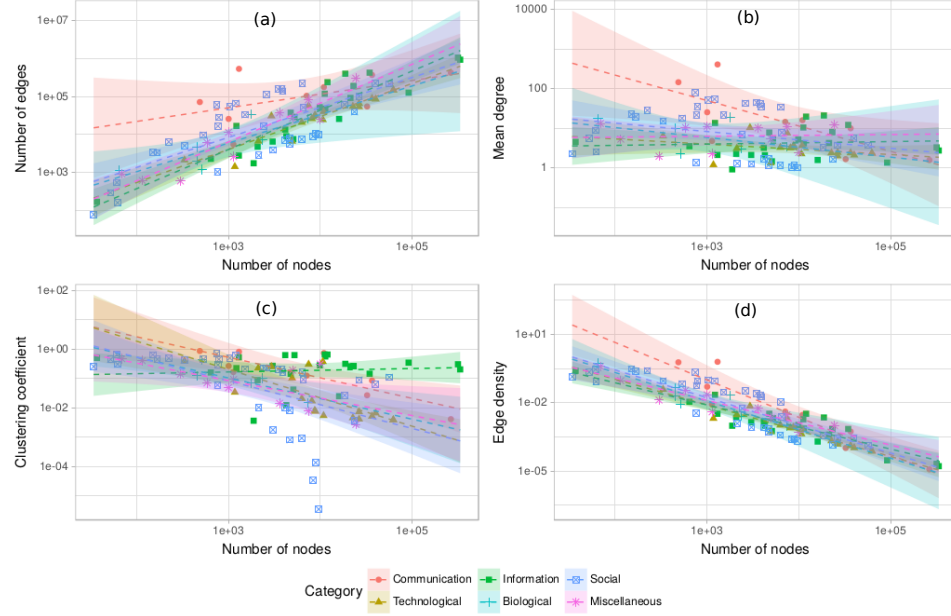 (a)
1e+07
1e+05
1e+03
Number of edges
1e+03
1e+05
Number of nodes
(b)
10000
100
1
Mean degree
1e+03
1e+05
Number of nodes
(c)
1e+02
1e+00
1e-02
1e-04
Clustering coefficient
1e+03
1e+05
Number of nodes
(d)
1e+01
1e-02
1e-05
Edge density
1e+03
1e+05
Number of nodes
Category
Communication
Information
Social
Technological
Biological
Miscellaneous